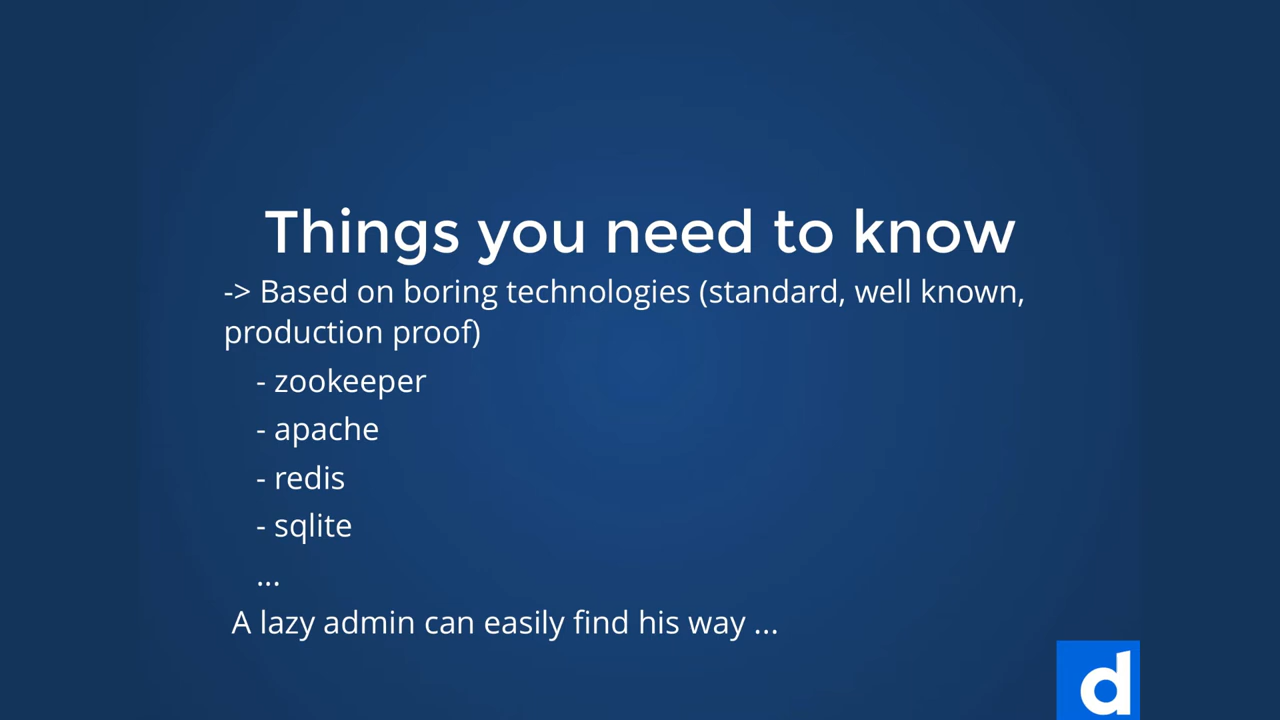 Things you need to know
-> Based on boring technologies (standard, well known,
production proof)
- zookeeper
- apache
- redis
- sqlite
...
A lazy admin can easily find his way ...
d